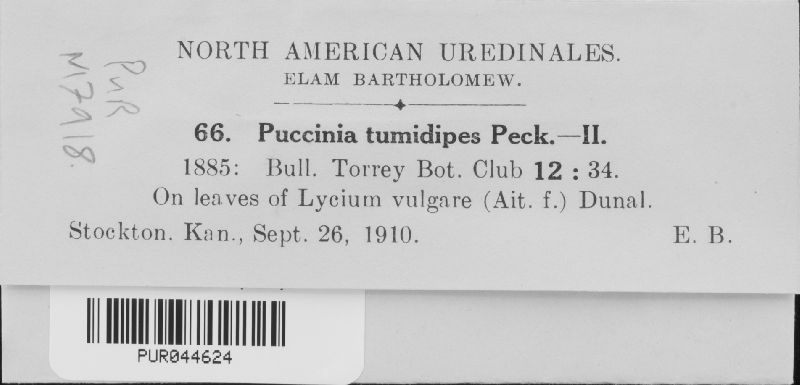 NORTH AMERICAN UREDINALES.
ELAM BARTHOLOMEW.
66. Puccinia tumidipes Peck.—II.
1885: Bull. Torrey Bot. Club 12 : 34.
On leaves of Lycium vulgare (Ait. f.) Dunal.
Stockton. Kan., Sept. 26, 1910. E. B.
PUR
M7918.
PUR044624